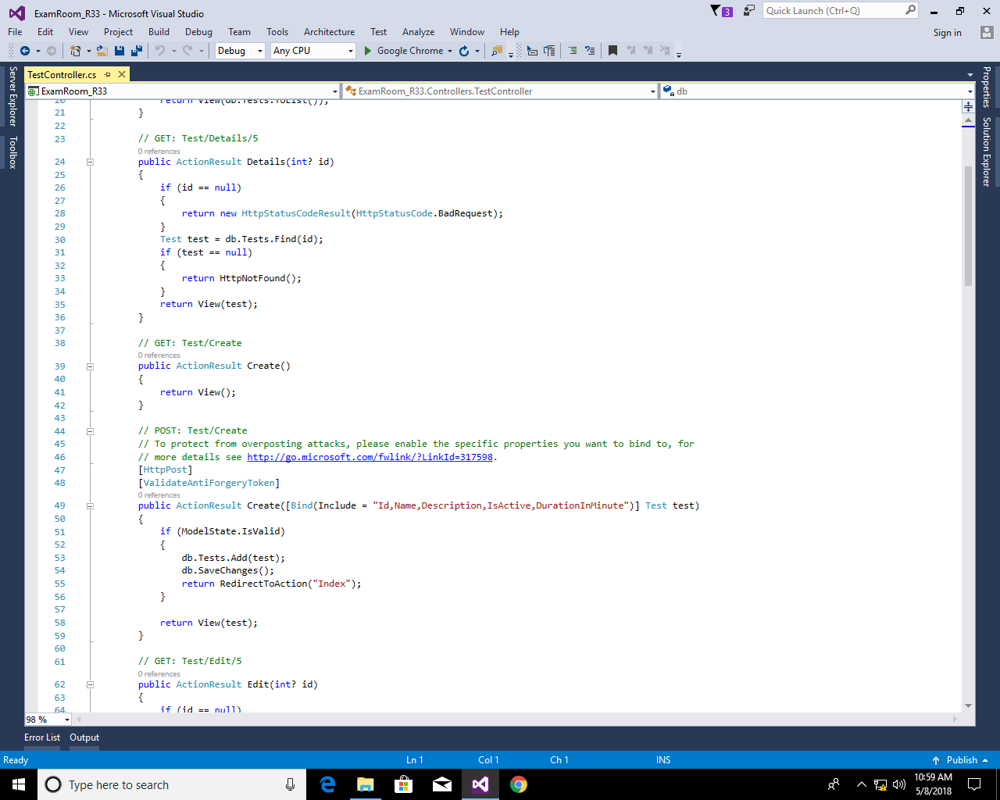 ExamRoom_R33 - Microsoft Visual Studio
3
Quick Launch (Ctrl+Q)
File Edit View Project Build Debug Team Tools Architecture Test Analyze Window Help
Sign in
Debug Any CPU Google Chrome
Server Explorer
Toolbox
TestController.cs
ExamRoom_R33 ExamRoom_R33.Controllers.TestController db
Properties
Solution Explorer
20 return View(db.Tests.ToList());
21 }
22
23 // GET: Test/Details/5
0 references
24 public ActionResult Details(int? id)
25 {
26 if (id == null)
27 {
28 return new HttpStatusCodeResult(HttpStatusCode.BadRequest);
29 }
30 Test test = db.Tests.Find(id);
31 if (test == null)
32 {
33 return HttpNotFound();
34 }
35 return View(test);
36 }
37
38 // GET: Test/Create
0 references
39 public ActionResult Create()
40 {
41 return View();
42 }
43
44 // POST: Test/Create
45 // To protect from overposting attacks, please enable the specific properties you want to bind to, for
46 // more details see http://go.microsoft.com/fwlink/?LinkId=317598.
47 [HttpPost]
48 [ValidateAntiForgeryToken]
0 references
49 public ActionResult Create([Bind(Include = "Id,Name,Description,IsActive,DurationInMinute")] Test test)
50 {
51 if (ModelState.IsValid)
52 {
53 db.Tests.Add(test);
54 db.SaveChanges();
55 return RedirectToAction("Index");
56 }
57
58 return View(test);
59 }
60
61 // GET: Test/Edit/5
0 references
62 public ActionResult Edit(int? id)
63 {
64 if (id == null)
98 %
Error List Output
Ready Ln 1 Col 1 Ch 1 INS Publish
Type here to search
10:59 AM
5/8/2018